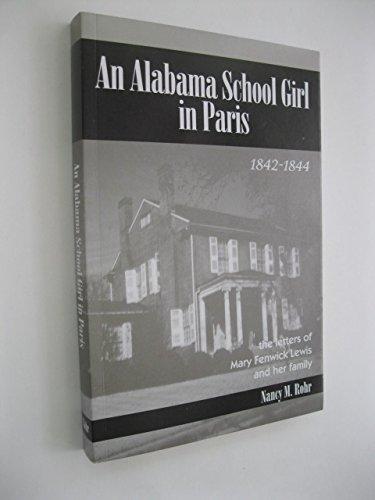 An Alabama School Girl
in Paris
1842-1844
the letters of
Mary Fenwick Lewis
and her family
Nancy M. Rohr
An Alabama School Girl in Paris